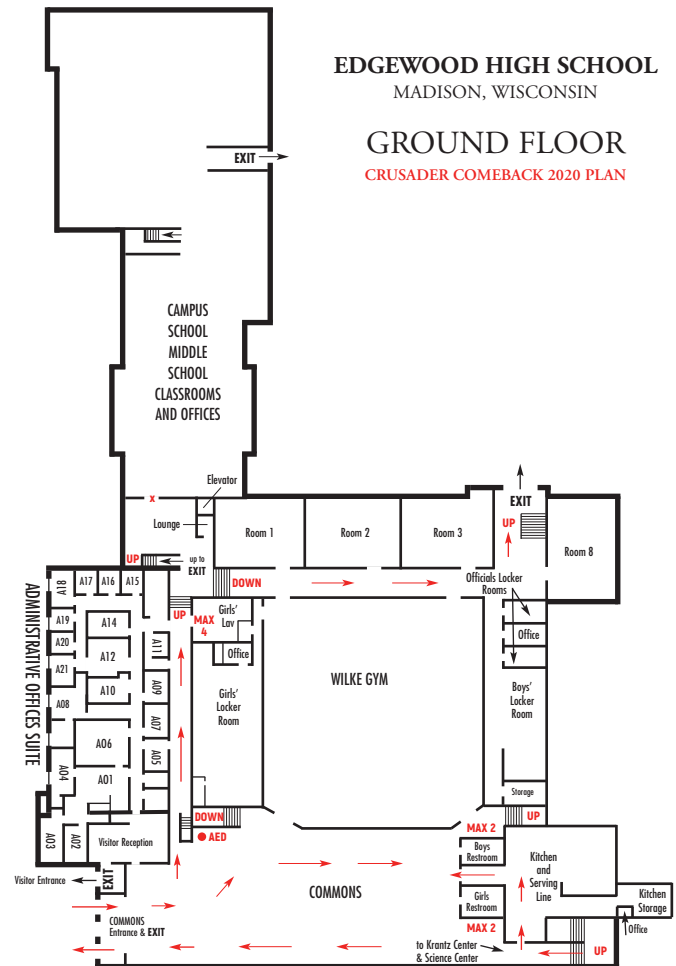 EDGEWOOD HIGH SCHOOL
MADISON, WISCONSIN
GROUND FLOOR
CRUSADER COMEBACK 2020 PLAN
EXIT
CAMPUS
SCHOOL
MIDDLE
SCHOOL
CLASSROOMS
AND OFFICES
Elevator
x
Lounge
Room 1
Room 2
Room 3
EXIT
UP
Room 8
UP
up to
EXIT
DOWN
Officials Locker
Rooms
ADMINISTRATIVE OFFICES SUITE
A18
A17
A16
A15
A19
A14
A20
A12
A11
A21
A10
A09
A08
A07
A06
A05
A04
A01
A03
A02
Visitor Reception
UP
MAX
4
Girls'
Lav
Office
Girls'
Locker
Room
WILKE GYM
Office
Boys'
Locker
Room
Storage
DOWN
AED
UP
MAX 2
Boys
Restroom
Kitchen
and
Serving
Line
Visitor Entrance
EXIT
COMMONS
Girls
Restroom
Kitchen
Storage
COMMONS
Entrance & EXIT
MAX 2
Office
to Krantz Center
& Science Center
UP